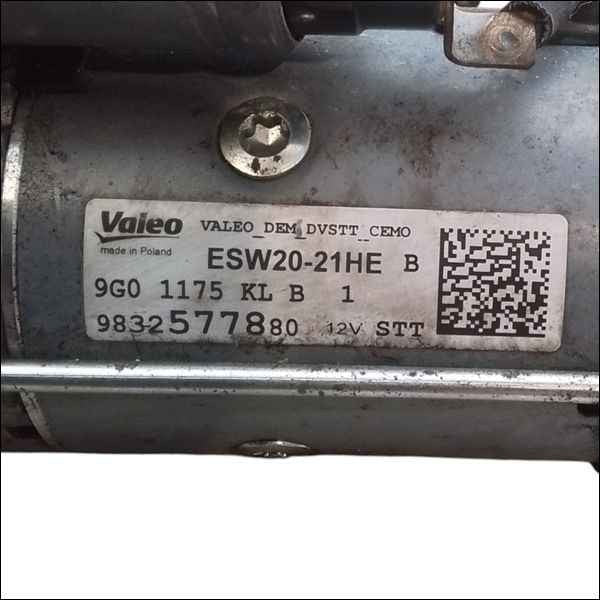 Valeo VALEO_DEM_DVSTT_CEMO
made in Poland
ESW20-21HE B
9G0 1175 KL B 1
9832577880 12V STT